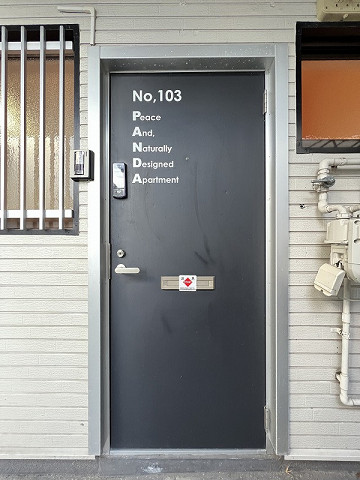 No,103
Peace
And,
Naturally
Designed
Apartment